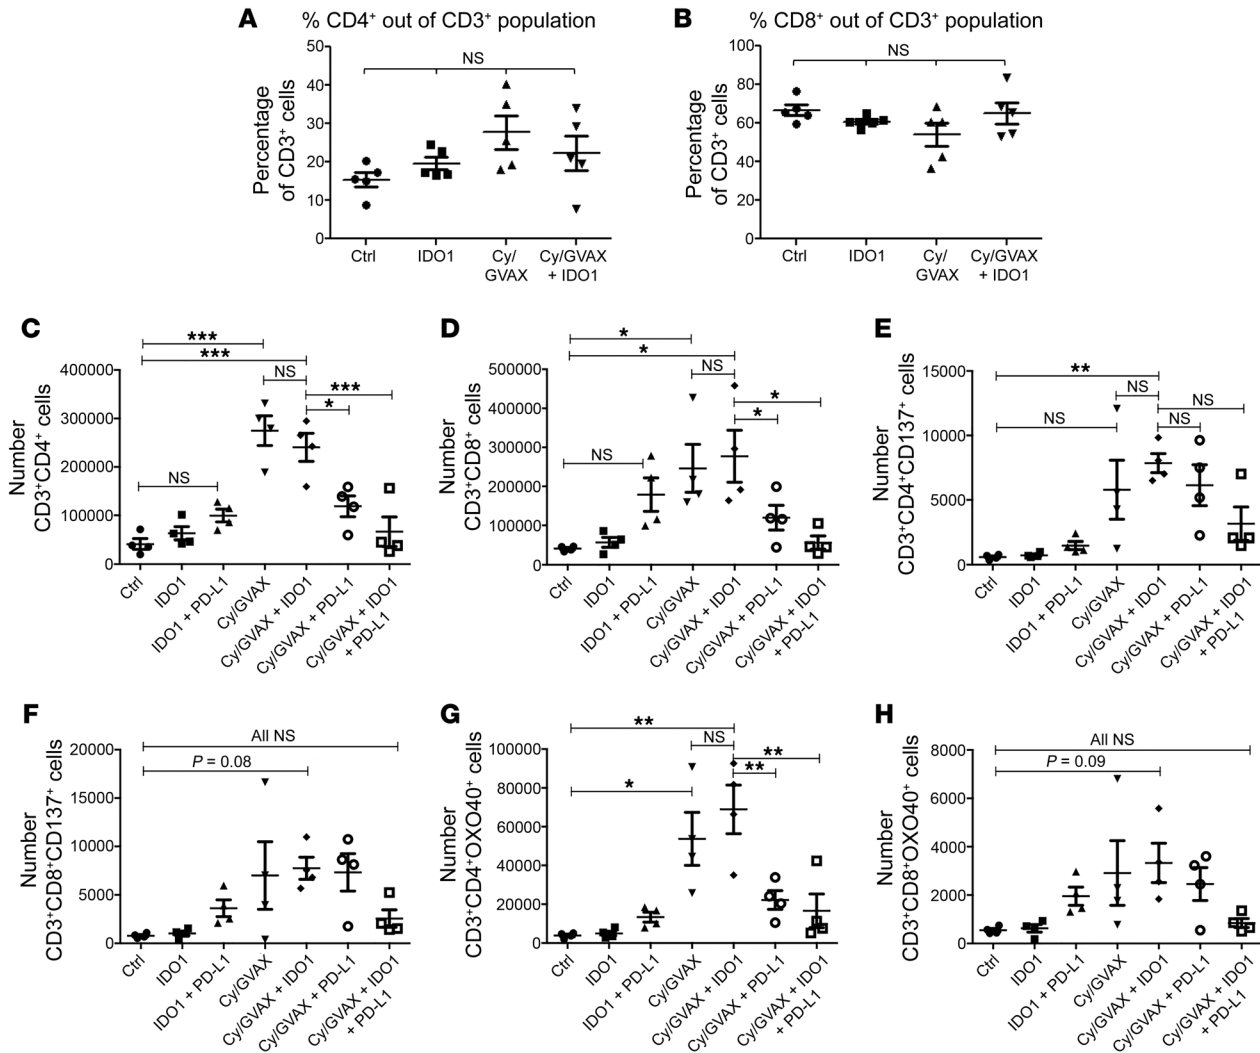 A
% CD4⁺ out of CD3⁺ population
Percentage
of CD3⁺ cells
50
40
30
20
10
0
NS
Ctrl
IDO1
Cy/
GVAX
Cy/GVAX
+ IDO1
B
% CD8⁺ out of CD3⁺ population
Percentage
of CD3⁺ cells
100
80
60
40
20
0
NS
Ctrl
IDO1
Cy/
GVAX
Cy/GVAX
+ IDO1
C
Number
CD3⁺CD4⁺ cells
400000
300000
200000
100000
0
***
***
NS
***
*
NS
Ctrl
IDO1
IDO1 + PD-L1
Cy/GVAX
Cy/GVAX + IDO1
Cy/GVAX + PD-L1
Cy/GVAX + IDO1
+ PD-L1
D
Number
CD3⁺CD8⁺ cells
500000
400000
300000
200000
100000
0
*
*
NS
*
*
NS
Ctrl
IDO1
IDO1 + PD-L1
Cy/GVAX
Cy/GVAX + IDO1
Cy/GVAX + PD-L1
Cy/GVAX + IDO1
+ PD-L1
E
Number
CD3⁺CD4⁺CD137⁺ cells
15000
10000
5000
0
**
NS
NS
NS
NS
Ctrl
IDO1
IDO1 + PD-L1
Cy/GVAX
Cy/GVAX + IDO1
Cy/GVAX + PD-L1
Cy/GVAX + IDO1
+ PD-L1
F
Number
CD3⁺CD8⁺CD137⁺ cells
20000
15000
10000
5000
0
All NS
P = 0.08
Ctrl
IDO1
IDO1 + PD-L1
Cy/GVAX
Cy/GVAX + IDO1
Cy/GVAX + PD-L1
Cy/GVAX + IDO1
+ PD-L1
G
Number
CD3⁺CD4⁺OXO40⁺ cells
100000
80000
60000
40000
20000
0
**
NS
**
**
*
Ctrl
IDO1
IDO1 + PD-L1
Cy/GVAX
Cy/GVAX + IDO1
Cy/GVAX + PD-L1
Cy/GVAX + IDO1
+ PD-L1
H
Number
CD3⁺CD8⁺OXO40⁺ cells
8000
6000
4000
2000
0
All NS
P = 0.09
Ctrl
IDO1
IDO1 + PD-L1
Cy/GVAX
Cy/GVAX + IDO1
Cy/GVAX + PD-L1
Cy/GVAX + IDO1
+ PD-L1